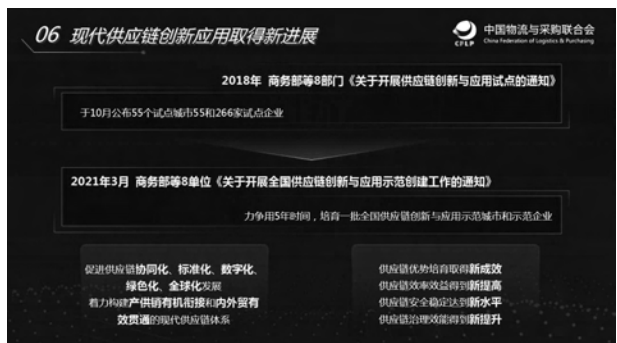 06 现代供应链创新应用取得新进展
中国物流与采购联合会
China Federation of Logistics & Purchasing
CFLP
2018年 商务部等8部门《关于开展供应链创新与应用试点的通知》
于10月公布55个试点城市55和266家试点企业
2021年3月 商务部等8单位《关于开展全国供应链创新与应用示范创建工作的通知》
力争用5年时间，培育一批全国供应链创新与应用示范城市和示范企业
促进供应链协同化、标准化、数字化、
绿色化、全球化发展
着力构建产供销有机衔接和内外贸有
效贯通的现代供应链体系
供应链优势培育取得新成效
供应链效率效益得到新提高
供应链安全稳定达到新水平
供应链治理效能得到新提升